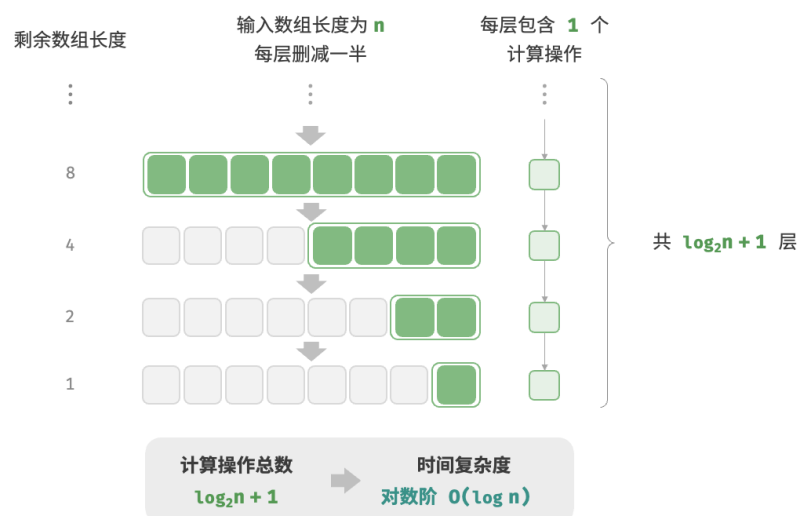 剩余数组长度
输入数组长度为 n
每层删减一半
每层包含 1 个
计算操作
8
4
2
1
共 log₂n + 1 层
计算操作总数
log₂n + 1
时间复杂度
对数阶 O(log n)